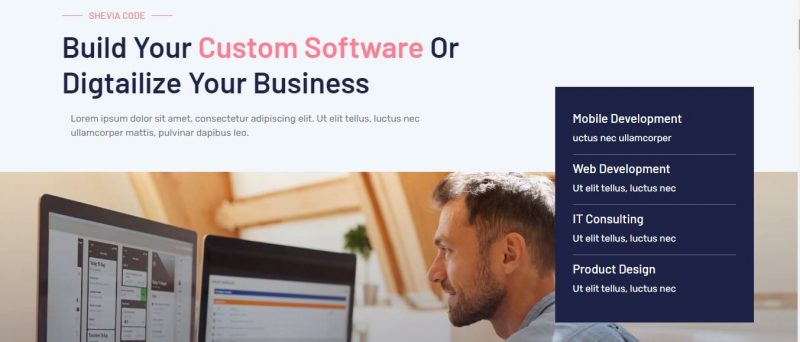 SHEVIA CODE
Build Your Custom Software Or
Digtailize Your Business
Lorem ipsum dolor sit amet, consectetur adipiscing elit. Ut elit tellus, luctus nec
ullamcorper mattis, pulvinar dapibus leo.
Mobile Development
uctus nec ullamcorper
Web Development
Ut elit tellus, luctus nec
IT Consulting
Ut elit tellus, luctus nec
Product Design
Ut elit tellus, luctus nec